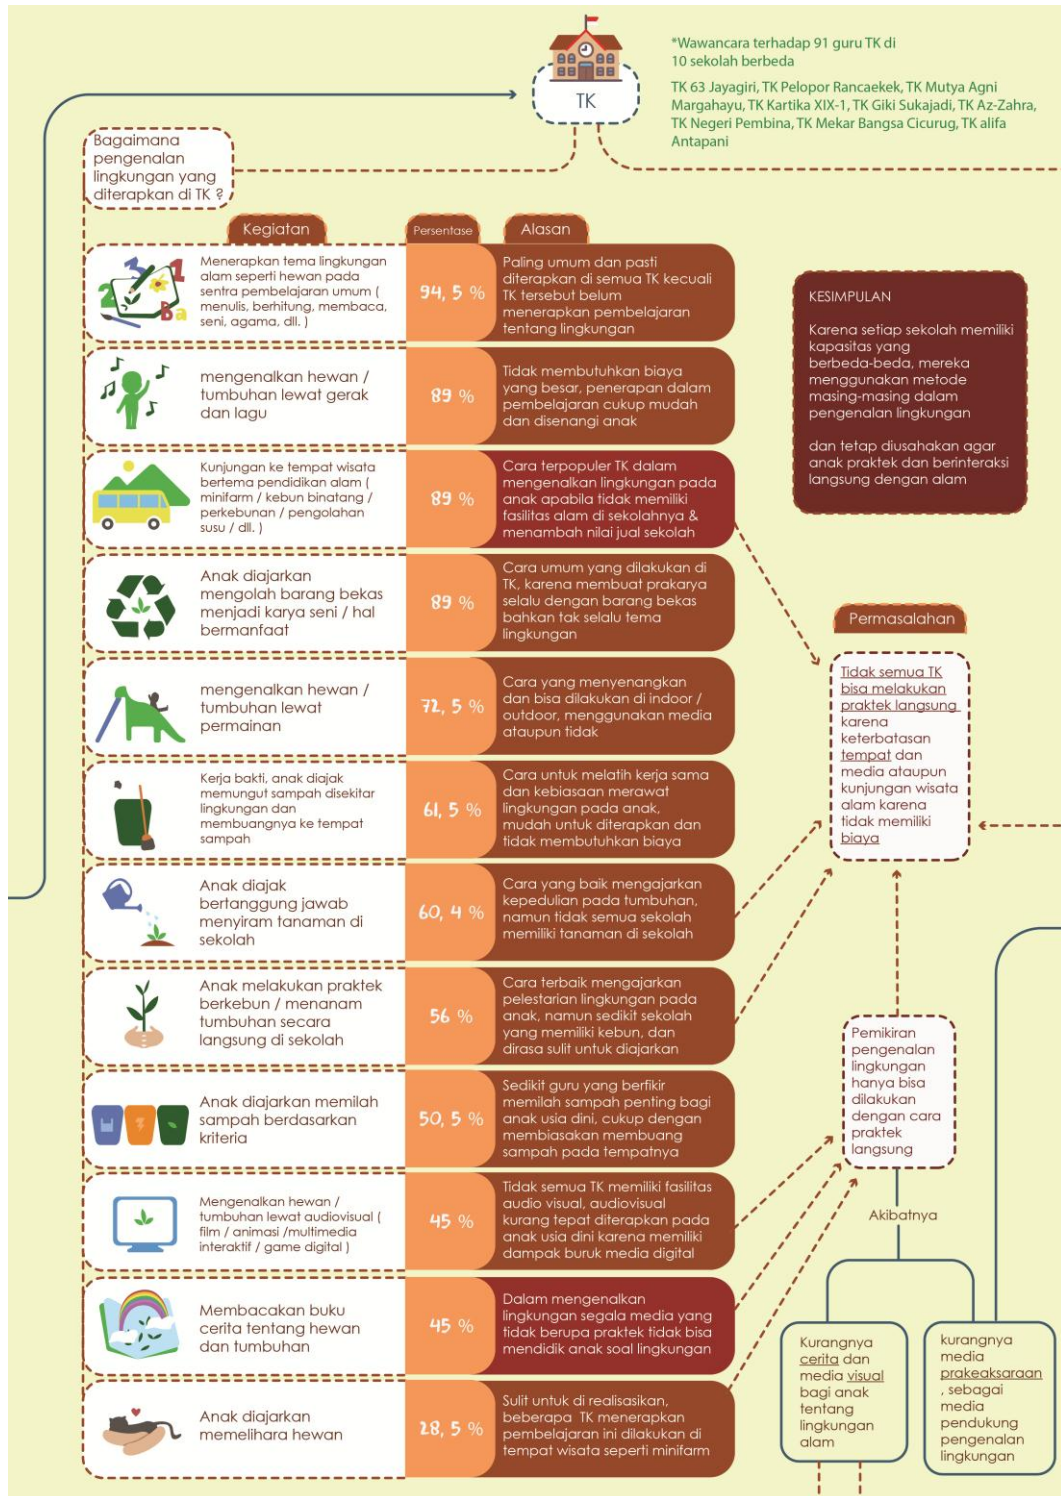 *Wawancara terhadap 91 guru TK di
10 sekolah berbeda
TK 63 Jayagiri, TK Pelopor Rancaekek, TK Mutya Agni
Margahayu, TK Kartika XIX-1, TK Giki Sukajadi, TK Az-Zahra,
TK Negeri Pembina, TK Mekar Bangsa Cicurug, TK alifa
Antapani
TK
Bagaimana
pengenalan
lingkungan yang
diterapkan di TK ?
Kegiatan
Persentase
Alasan
Menerapkan tema lingkungan
alam seperti hewan pada
sentra pembelajaran umum (
menulis, berhitung, membaca,
seni, agama, dll. )
94, 5 %
Paling umum dan pasti
diterapkan di semua TK kecuali
TK tersebut belum
menerapkan pembelajaran
tentang lingkungan
mengenalkan hewan /
tumbuhan lewat gerak
dan lagu
89 %
Tidak membutuhkan biaya
yang besar, penerapan dalam
pembelajaran cukup mudah
dan disenangi anak
Kunjungan ke tempat wisata
bertema pendidikan alam (
minifarm / kebun binatang /
perkebunan / pengolahan
susu / dll. )
89 %
Cara terpopuler TK dalam
mengenalkan lingkungan pada
anak apabila tidak memiliki
fasilitas alam di sekolahnya &
menambah nilai jual sekolah
Anak diajarkan
mengolah barang bekas
menjadi karya seni / hal
bermanfaat
89 %
Cara umum yang dilakukan di
TK, karena membuat prakarya
selalu dengan barang bekas
bahkan tak selalu tema
lingkungan
mengenalkan hewan /
tumbuhan lewat
permainan
72, 5 %
Cara yang menyenangkan
dan bisa dilakukan di indoor /
outdoor, menggunakan media
ataupun tidak
Kerja bakti, anak diajak
memungut sampah disekitar
lingkungan dan
membuangnya ke tempat
sampah
61, 5 %
Cara untuk melatih kerja sama
dan kebiasaan merawat
lingkungan pada anak,
mudah untuk diterapkan dan
tidak membutuhkan biaya
Anak diajak
bertanggung jawab
menyiram tanaman di
sekolah
60, 4 %
Cara yang baik mengajarkan
kepedulian pada tumbuhan,
namun tidak semua sekolah
memiliki tanaman di sekolah
Anak melakukan praktek
berkebun / menanam
tumbuhan secara
langsung di sekolah
56 %
Cara terbaik mengajarkan
pelestarian lingkungan pada
anak, namun sedikit sekolah
yang memiliki kebun, dan
dirasa sulit untuk diajarkan
Anak diajarkan memilah
sampah berdasarkan
kriteria
50, 5 %
Sedikit guru yang berfikir
memilah sampah penting bagi
anak usia dini, cukup dengan
membiasakan membuang
sampah pada tempatnya
Mengenalkan hewan /
tumbuhan lewat audiovisual (
film / animasi /multimedia
interaktif / game digital )
45 %
Tidak semua TK memiliki fasilitas
audio visual, audiovisual
kurang tepat diterapkan pada
anak usia dini karena memiliki
dampak buruk media digital
Membacakan buku
cerita tentang hewan
dan tumbuhan
45 %
Dalam mengenalkan
lingkungan segala media yang
tidak berupa praktek tidak bisa
mendidik anak soal lingkungan
Anak diajarkan
memelihara hewan
28, 5 %
Sulit untuk di realisasikan,
beberapa TK menerapkan
pembelajaran ini dilakukan di
tempat wisata seperti minifarm
KESIMPULAN
Karena setiap sekolah memiliki
kapasitas yang
berbeda-beda, mereka
menggunakan metode
masing-masing dalam
pengenalan lingkungan
dan tetap diusahakan agar
anak praktek dan berinteraksi
langsung dengan alam
Permasalahan
Tidak semua TK
bisa melakukan
praktek langsung
karena
keterbatasan
tempat dan
media ataupun
kunjungan wisata
alam karena
tidak memiliki
biaya
Pemikiran
pengenalan
lingkungan
hanya bisa
dilakukan
dengan cara
praktek
langsung
Akibatnya
Kurangnya
cerita dan
media visual
bagi anak
tentang
lingkungan
alam
kurangnya
media
prakeaksaraan
, sebagai
media
pendukung
pengenalan
lingkungan
2
3
1
Ba